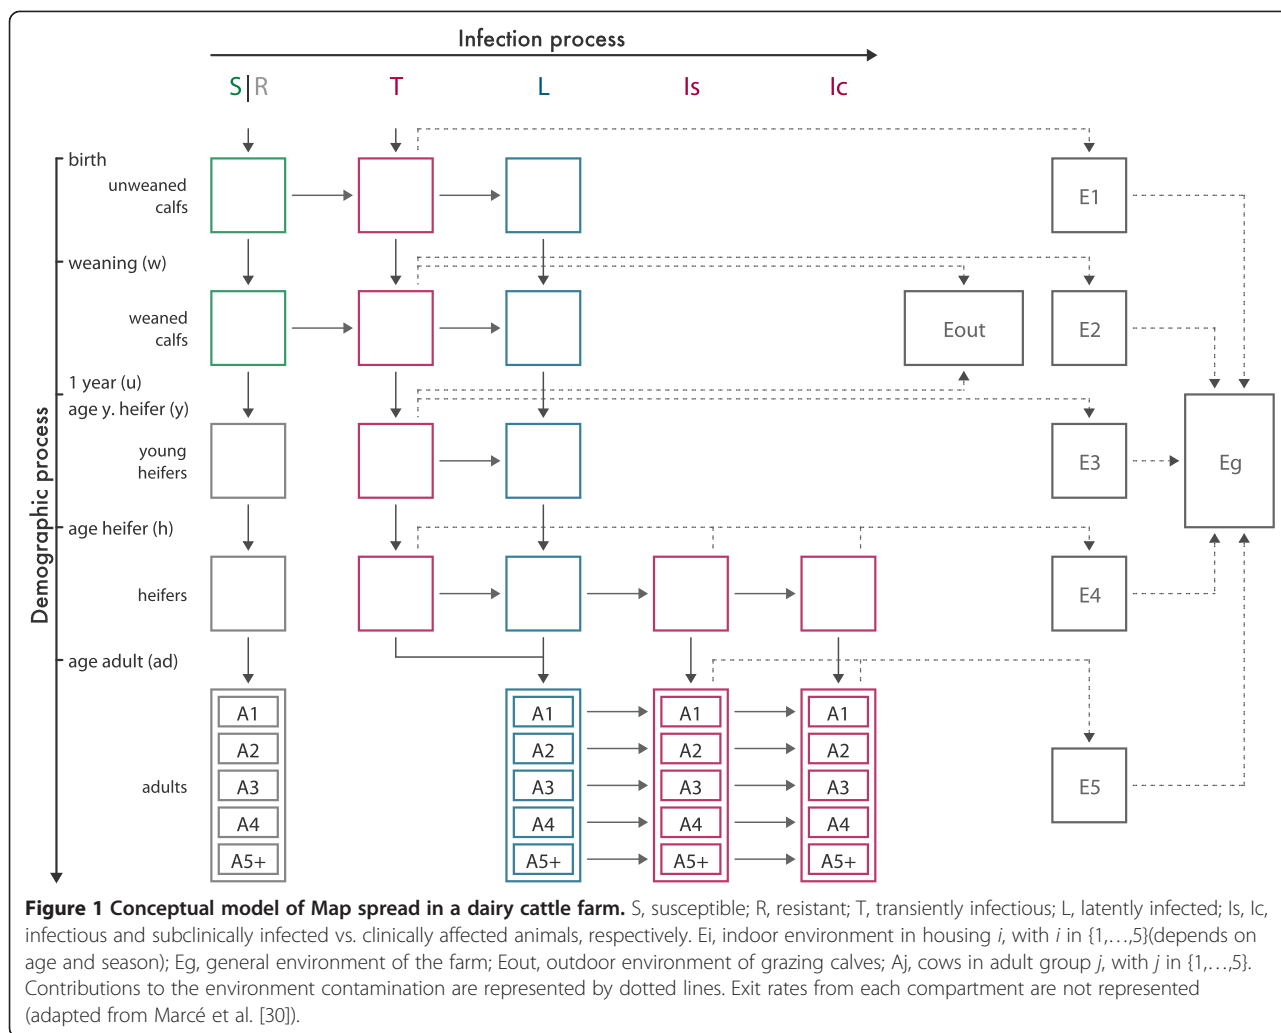 Infection process
S|R T L Is Ic
birth
unweaned
calfs
E1
weaning (w)
weaned
calfs
Eout
E2
1 year (u)
age y. heifer (y)
young
heifers
E3
Eg
age heifer (h)
heifers
E4
age adult (ad)
adults
A1 A1 A1 A1
A2 A2 A2 A2
A3 A3 A3 A3
A4 A4 A4 A4
A5+ A5+ A5+ A5+
E5
Demographic process
Figure 1 Conceptual model of Map spread in a dairy cattle farm. S, susceptible; R, resistant; T, transiently infectious; L, latently infected; Is, Ic,
infectious and subclinically infected vs. clinically affected animals, respectively. Ei, indoor environment in housing i, with i in {1,...,5}(depends on
age and season); Eg, general environment of the farm; Eout, outdoor environment of grazing calves; Aj, cows in adult group j, with j in {1,...,5}.
Contributions to the environment contamination are represented by dotted lines. Exit rates from each compartment are not represented
(adapted from Marcé et al. [30]).